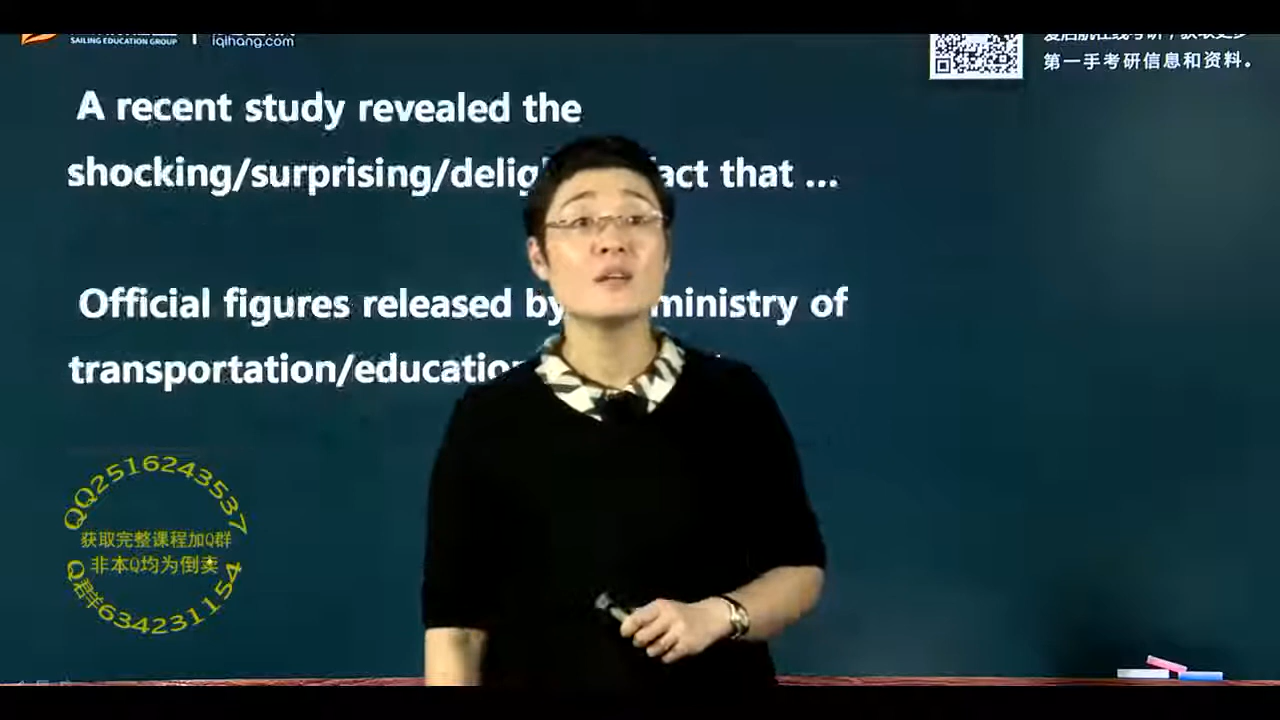 SAILING EDUCATION GROUP
iqihang.com
第一手考研信息和资料。
A recent study revealed the
shocking/surprising/delig act that ...
Official figures released by ministry of
transportation/education
QQ2516243537
获取完整课程加Q群
非本Q均为倒卖
Q群634231154